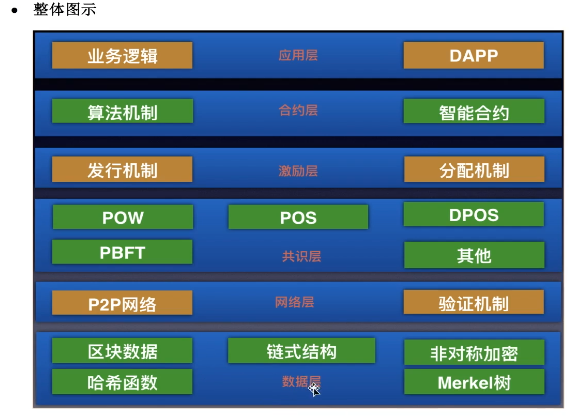 • 整体图示
业务逻辑 应用层 DAPP
算法机制 合约层 智能合约
发行机制 激励层 分配机制
POW POS DPOS
PBFT 共识层 其他
P2P网络 网络层 验证机制
区块数据 链式结构 非对称加密
哈希函数 数据层 Merkel树